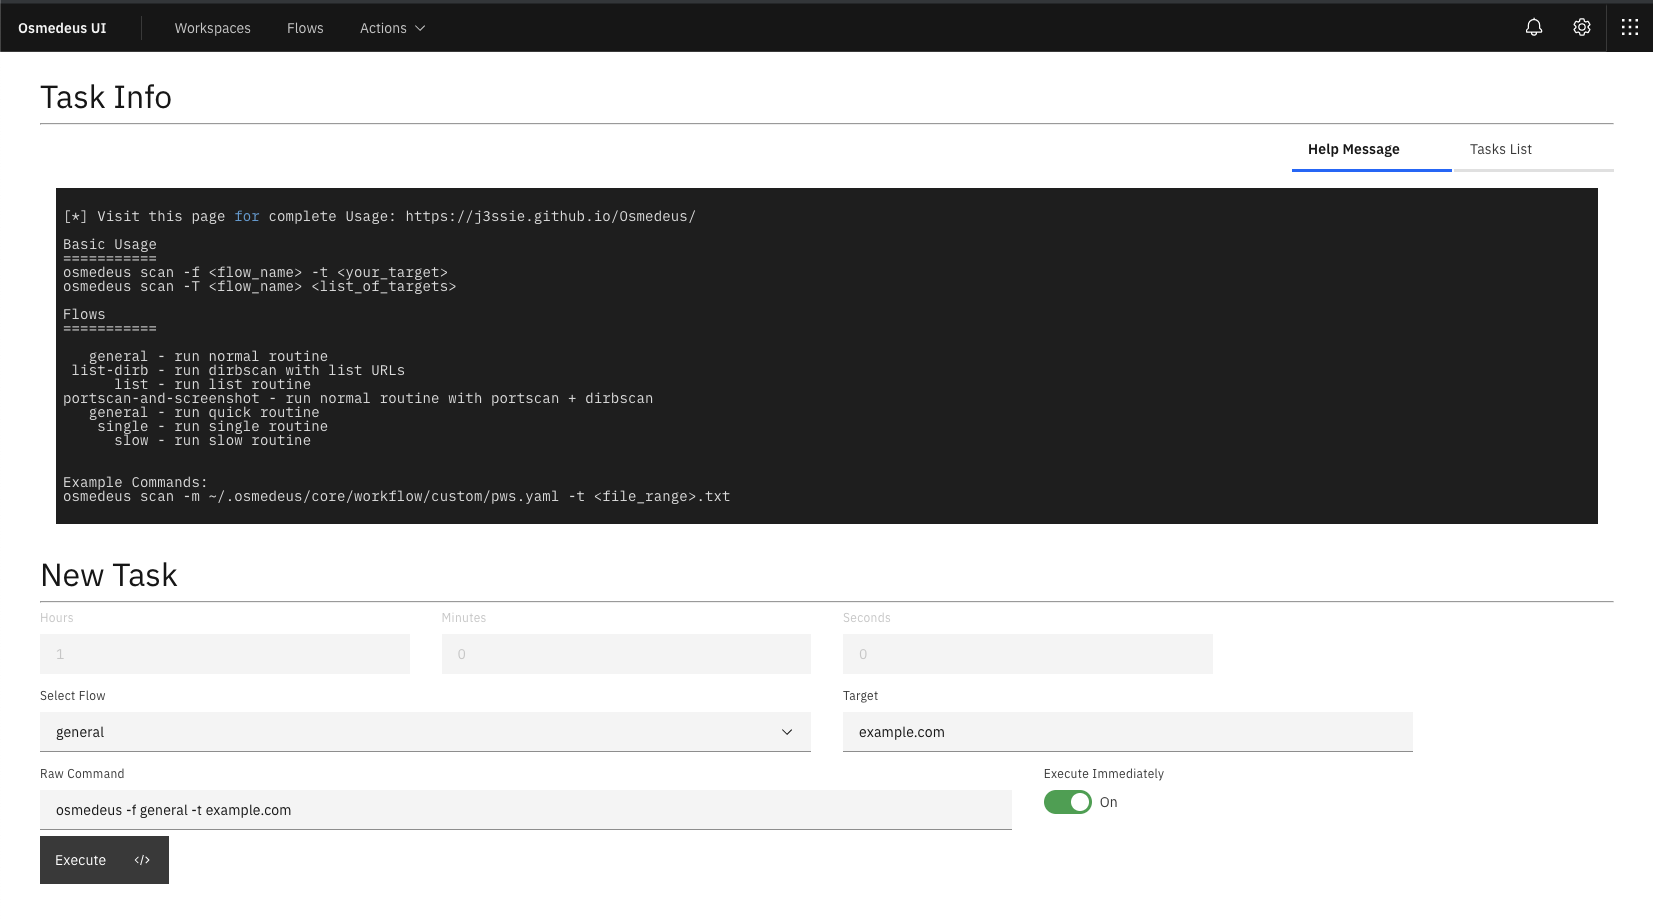 Osmedeus UI Workspaces Flows Actions
Task Info
Help Message Tasks List
[*] Visit this page for complete Usage: https://j3ssie.github.io/Osmedeus/
Basic Usage
===========
osmedeus scan -f <flow_name> -t <your_target>
osmedeus scan -T <flow_name> <list_of_targets>
Flows
===========
general - run normal routine
list-dirb - run dirbscan with list URLs
list - run list routine
portscan-and-screenshot - run normal routine with portscan + dirbscan
general - run quick routine
single - run single routine
slow - run slow routine
Example Commands:
osmedeus scan -m ~/.osmedeus/core/workflow/custom/pws.yaml -t <file_range>.txt
New Task
Hours Minutes Seconds
1 0 0
Select Flow Target
general example.com
Raw Command Execute Immediately
osmedeus -f general -t example.com On
Execute </>